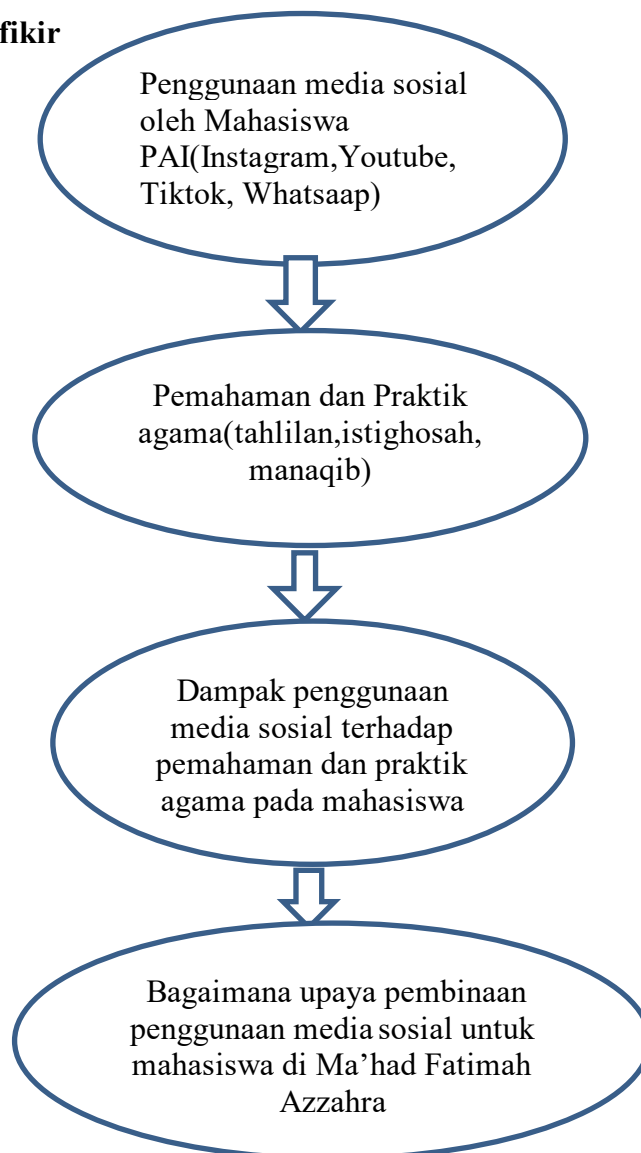 fikir
Penggunaan media sosial
oleh Mahasiswa
PAI(Instagram,Youtube,
Tiktok, Whatsaap)
Pemahaman dan Praktik
agama(tahlilan,istighosah,
manaqib)
Dampak penggunaan
media sosial terhadap
pemahaman dan praktik
agama pada mahasiswa
Bagaimana upaya pembinaan
penggunaan media sosial untuk
mahasiswa di Ma’had Fatimah
Azzahra